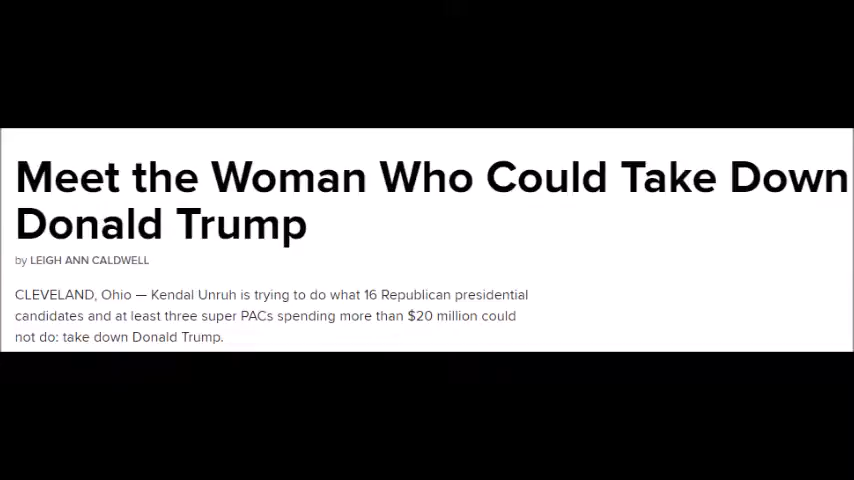 Meet the Woman Who Could Take Down
Donald Trump
by LEIGH ANN CALDWELL
CLEVELAND, Ohio — Kendal Unruh is trying to do what 16 Republican presidential
candidates and at least three super PACs spending more than $20 million could
not do: take down Donald Trump.